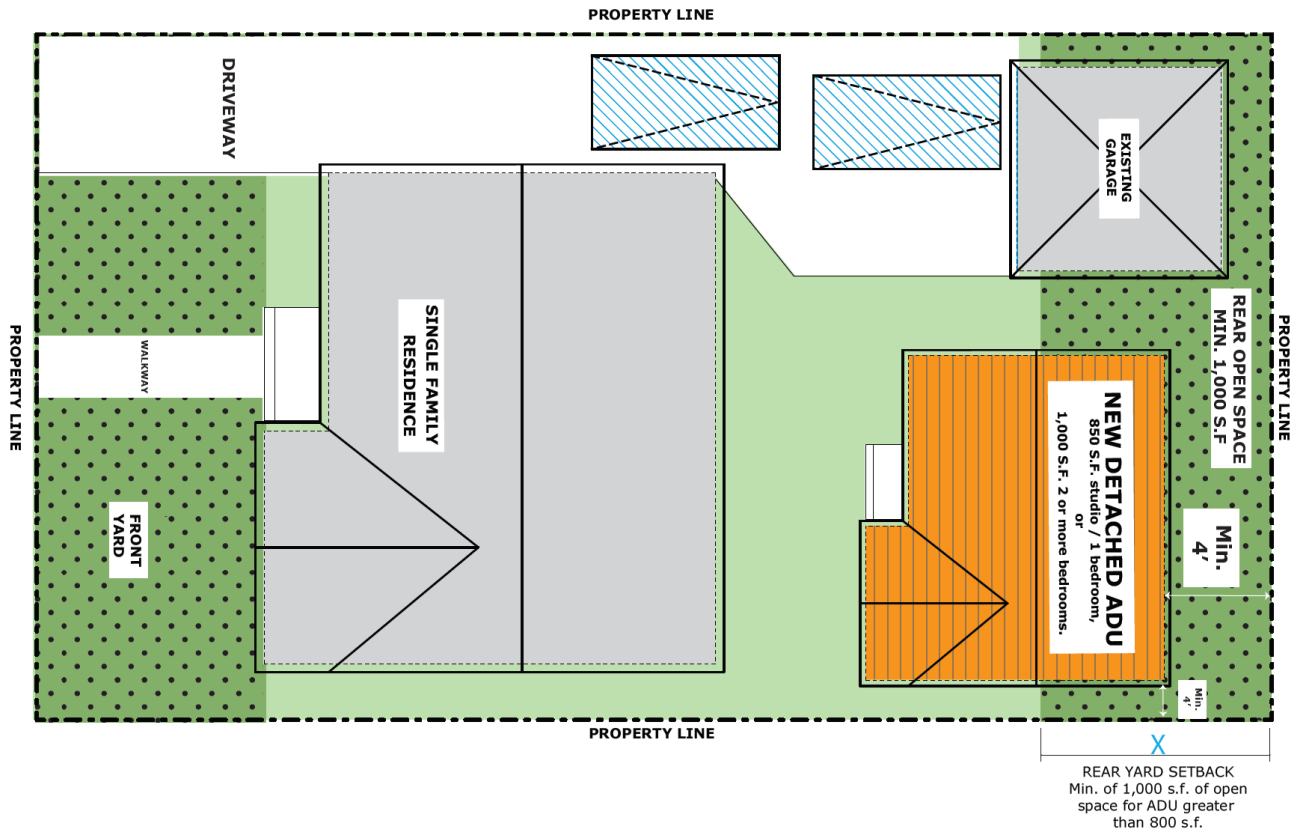 PROPERTY LINE
DRIVEWAY
EXISTING
GARAGE
REAR OPEN SPACE
MIN. 1,000 S.F
PROPERTY LINE
PROPERTY LINE
WALKWAY
SINGLE FAMILY
RESIDENCE
NEW DETACHED ADU
850 S.F. studio / 1 bedroom,
or
1,000 S.F. 2 or more bedrooms.
Min.
4'
FRONT
YARD
Min.
4'
PROPERTY LINE
X
REAR YARD SETBACK
Min. of 1,000 s.f. of open
space for ADU greater
than 800 s.f.